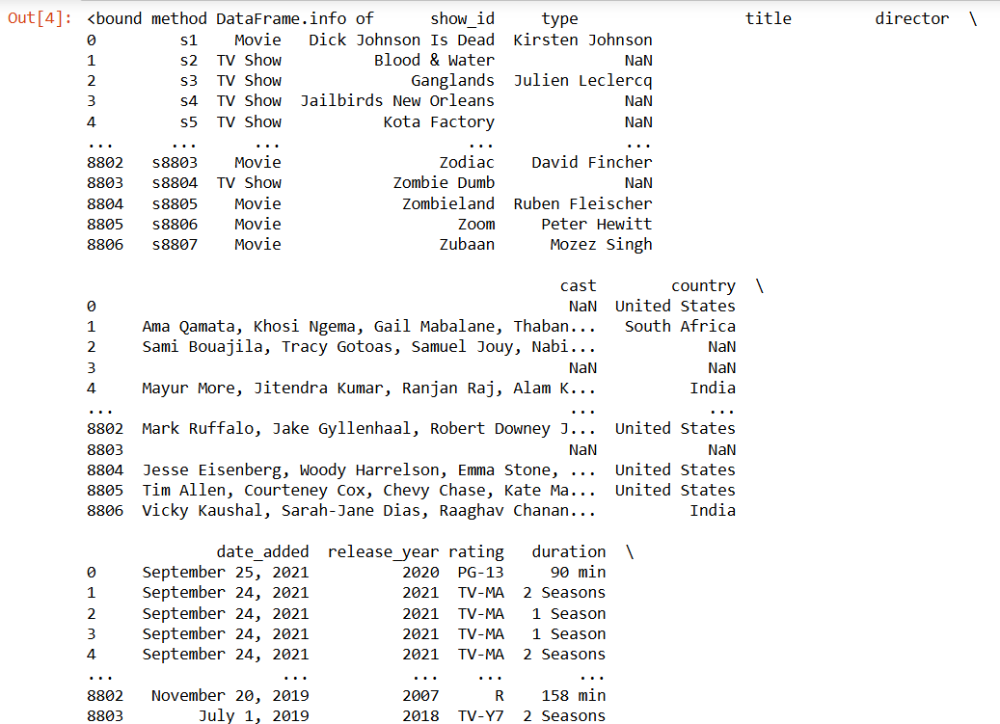 Out[4]: <bound method DataFrame.info of      show_id     type                  title         director  \
0         s1    Movie   Dick Johnson Is Dead  Kirsten Johnson
1         s2  TV Show          Blood & Water              NaN
2         s3  TV Show              Ganglands  Julien Leclercq
3         s4  TV Show  Jailbirds New Orleans              NaN
4         s5  TV Show           Kota Factory              NaN
...      ...      ...                    ...              ...
8802   s8803    Movie                 Zodiac    David Fincher
8803   s8804  TV Show            Zombie Dumb              NaN
8804   s8805    Movie             Zombieland  Ruben Fleischer
8805   s8806    Movie                   Zoom     Peter Hewitt
8806   s8807    Movie                 Zubaan      Mozez Singh
                                                   cast        country  \
0                                                   NaN  United States
1     Ama Qamata, Khosi Ngema, Gail Mabalane, Thaban...   South Africa
2     Sami Bouajila, Tracy Gotoas, Samuel Jouy, Nabi...            NaN
3                                                   NaN            NaN
4     Mayur More, Jitendra Kumar, Ranjan Raj, Alam K...          India
...                                                 ...            ...
8802  Mark Ruffalo, Jake Gyllenhaal, Robert Downey J...  United States
8803                                                NaN            NaN
8804  Jesse Eisenberg, Woody Harrelson, Emma Stone, ...  United States
8805  Tim Allen, Courteney Cox, Chevy Chase, Kate Ma...  United States
8806  Vicky Kaushal, Sarah-Jane Dias, Raaghav Chanan...          India
              date_added  release_year rating   duration  \
0     September 25, 2021          2020  PG-13     90 min
1     September 24, 2021          2021  TV-MA  2 Seasons
2     September 24, 2021          2021  TV-MA   1 Season
3     September 24, 2021          2021  TV-MA   1 Season
4     September 24, 2021          2021  TV-MA  2 Seasons
...                  ...           ...    ...        ...
8802   November 20, 2019          2007      R    158 min
8803        July 1, 2019          2018  TV-Y7  2 Seasons